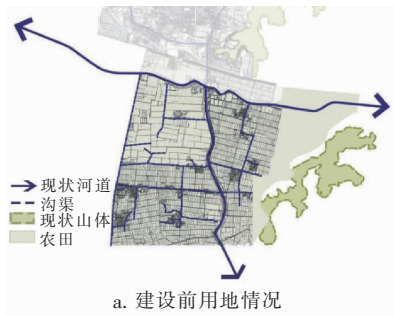 现状河道
沟渠
现状山体
农田
a. 建设前用地情况